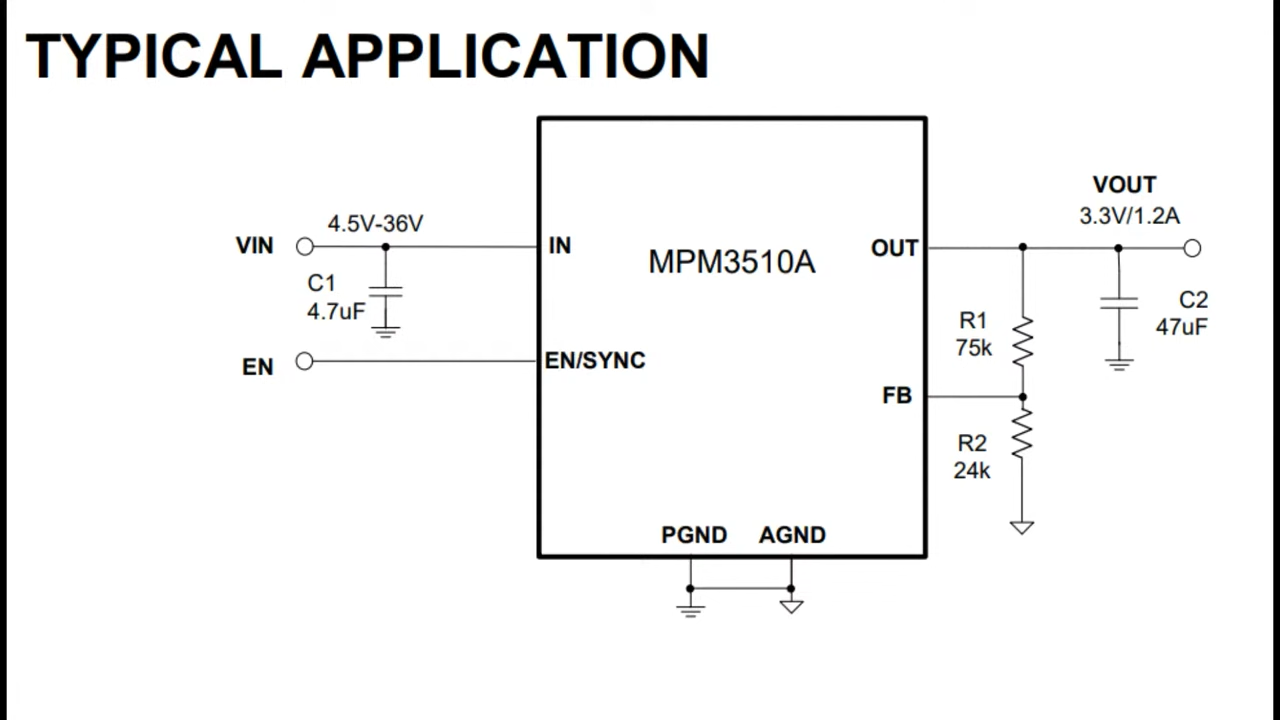 TYPICAL APPLICATION
VIN
4.5V-36V
C1
4.7uF
EN
IN
EN/SYNC
MPM3510A
OUT
FB
PGND
AGND
VOUT
3.3V/1.2A
R1
75k
R2
24k
C2
47uF